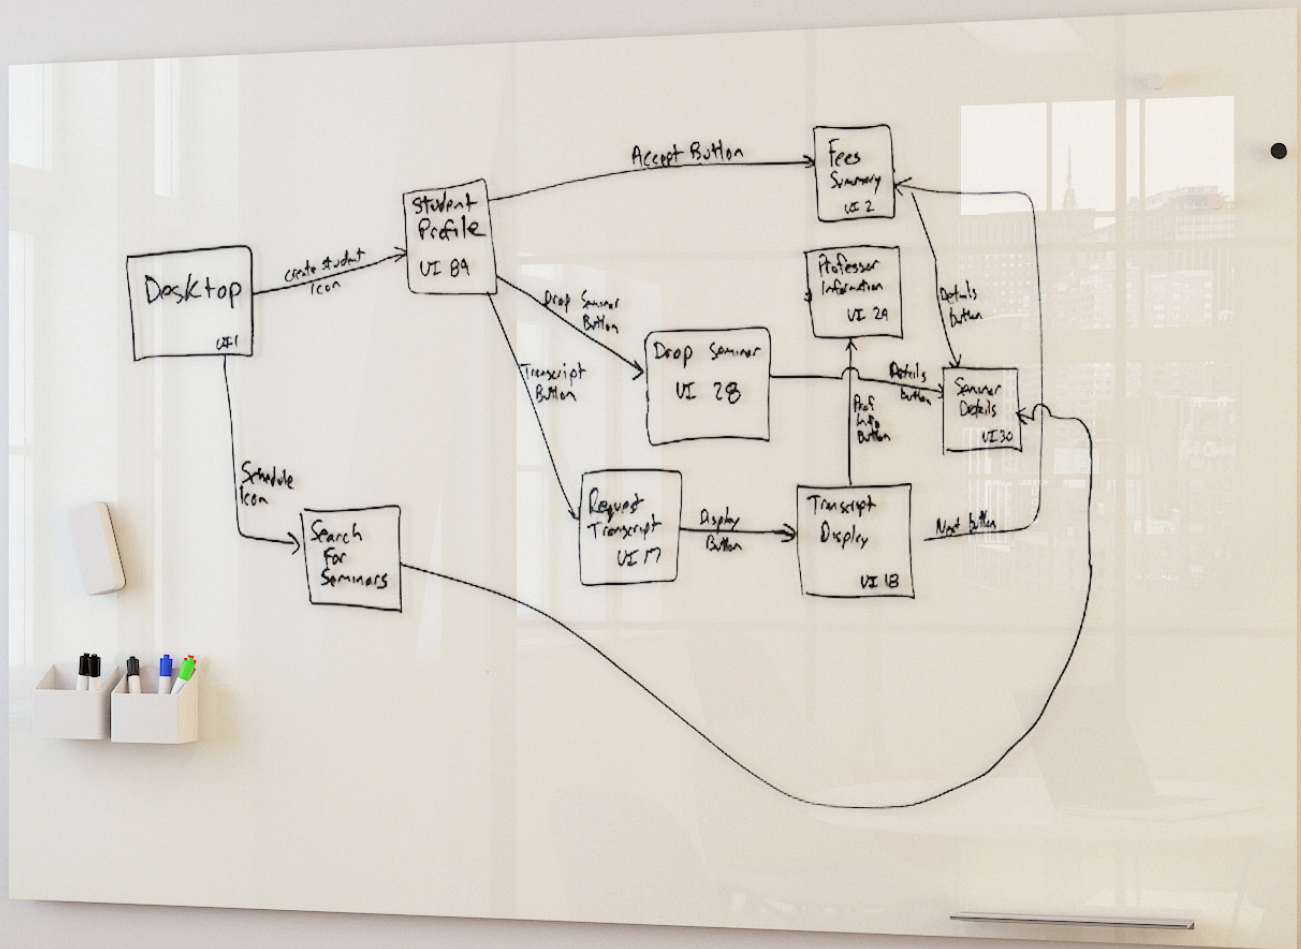 Accept Button
Fees
Summary
UI 2
Student
Profile
UI 89
Desktop
UI 1
create student
Icon
Professor
Information
UI 29
Drop Seminar
Button
Details
button
Drop Seminar
UI 28
Transcript
Button
Details
button
Seminar
Details
UI 30
Prof
Info
Button
Schedule
Icon
Search
For
Seminars
Request
Transcript
UI 17
Display
Button
Transcript
Display
UI 18
button